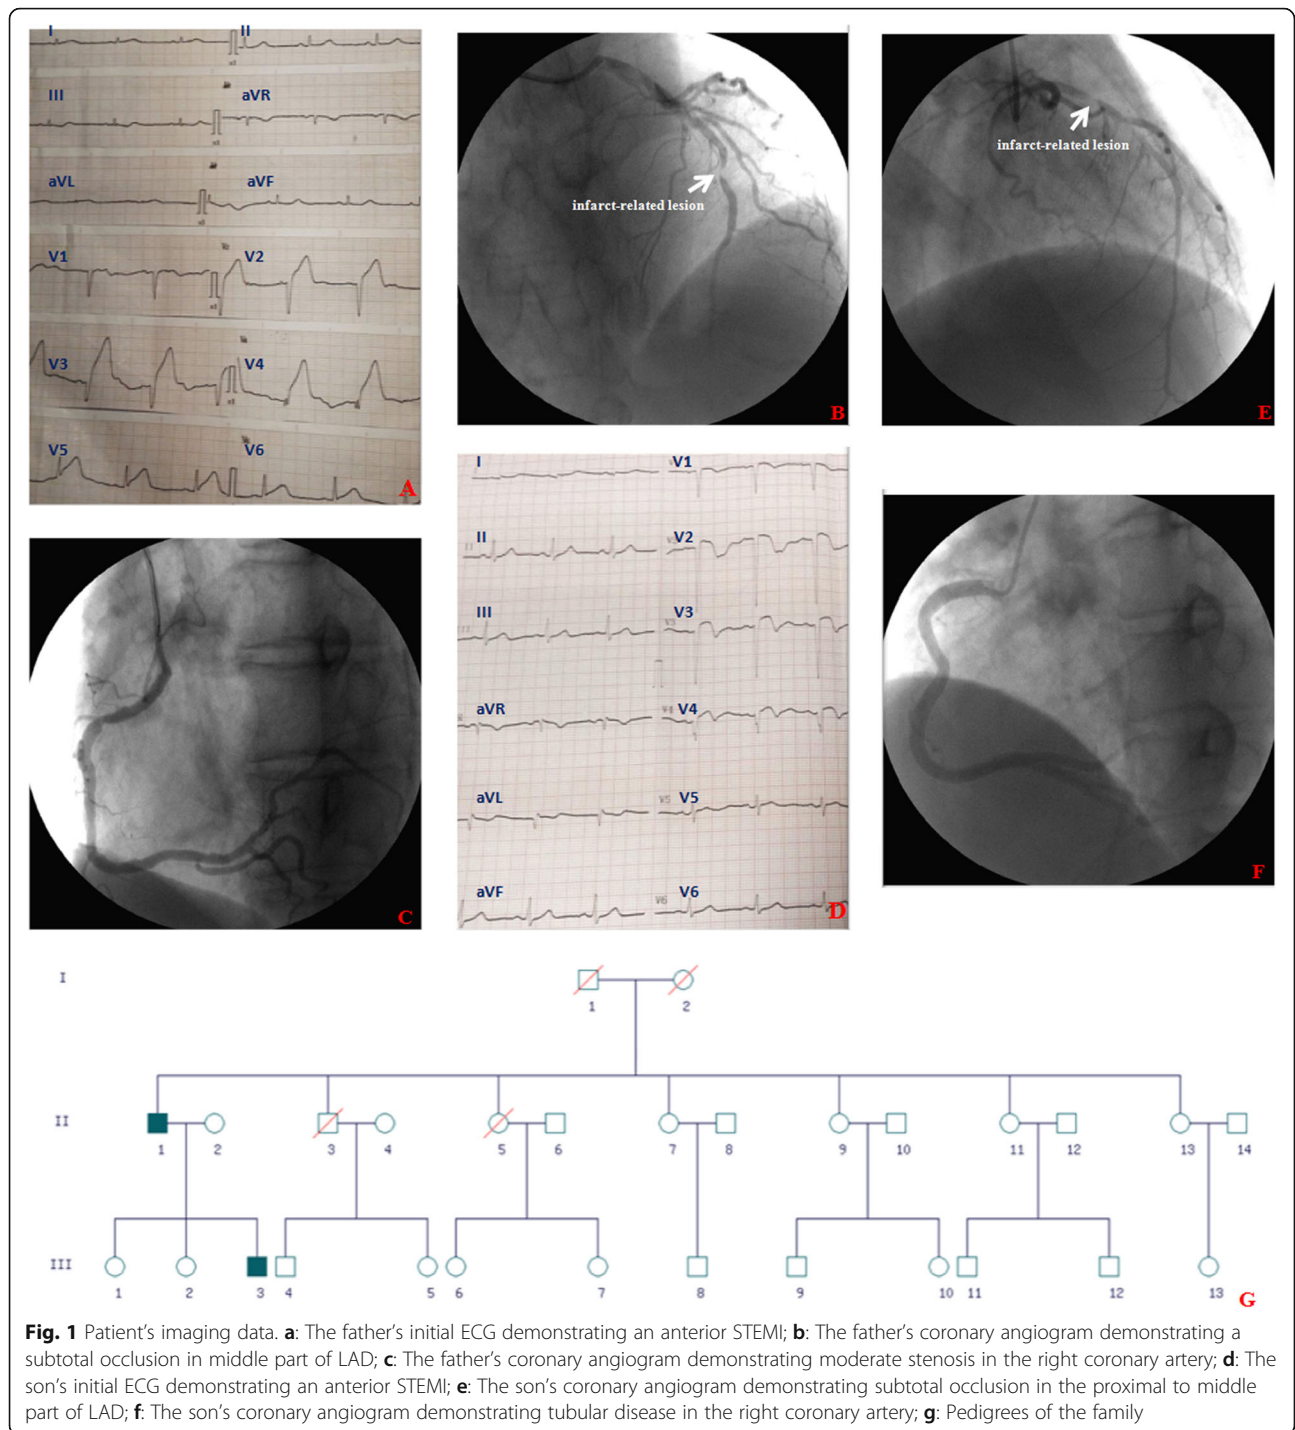 I II
III aVR
aVL aVF
V1 V2
V3 V4
V5 V6
A
infarct-related lesion
B
infarct-related lesion
E
C
I V1
II V2
III V3
aVR V4
aVL V5
aVF V6
D
F
I
1 2
II
1 2 3 4 5 6 7 8 9 10 11 12 13 14
III
1 2 3 4 5 6 7 8 9 10 11 12 13
G
Fig. 1 Patient's imaging data. a: The father's initial ECG demonstrating an anterior STEMI; b: The father's coronary angiogram demonstrating a
subtotal occlusion in middle part of LAD; c: The father's coronary angiogram demonstrating moderate stenosis in the right coronary artery; d: The
son's initial ECG demonstrating an anterior STEMI; e: The son's coronary angiogram demonstrating subtotal occlusion in the proximal to middle
part of LAD; f: The son's coronary angiogram demonstrating tubular disease in the right coronary artery; g: Pedigrees of the family